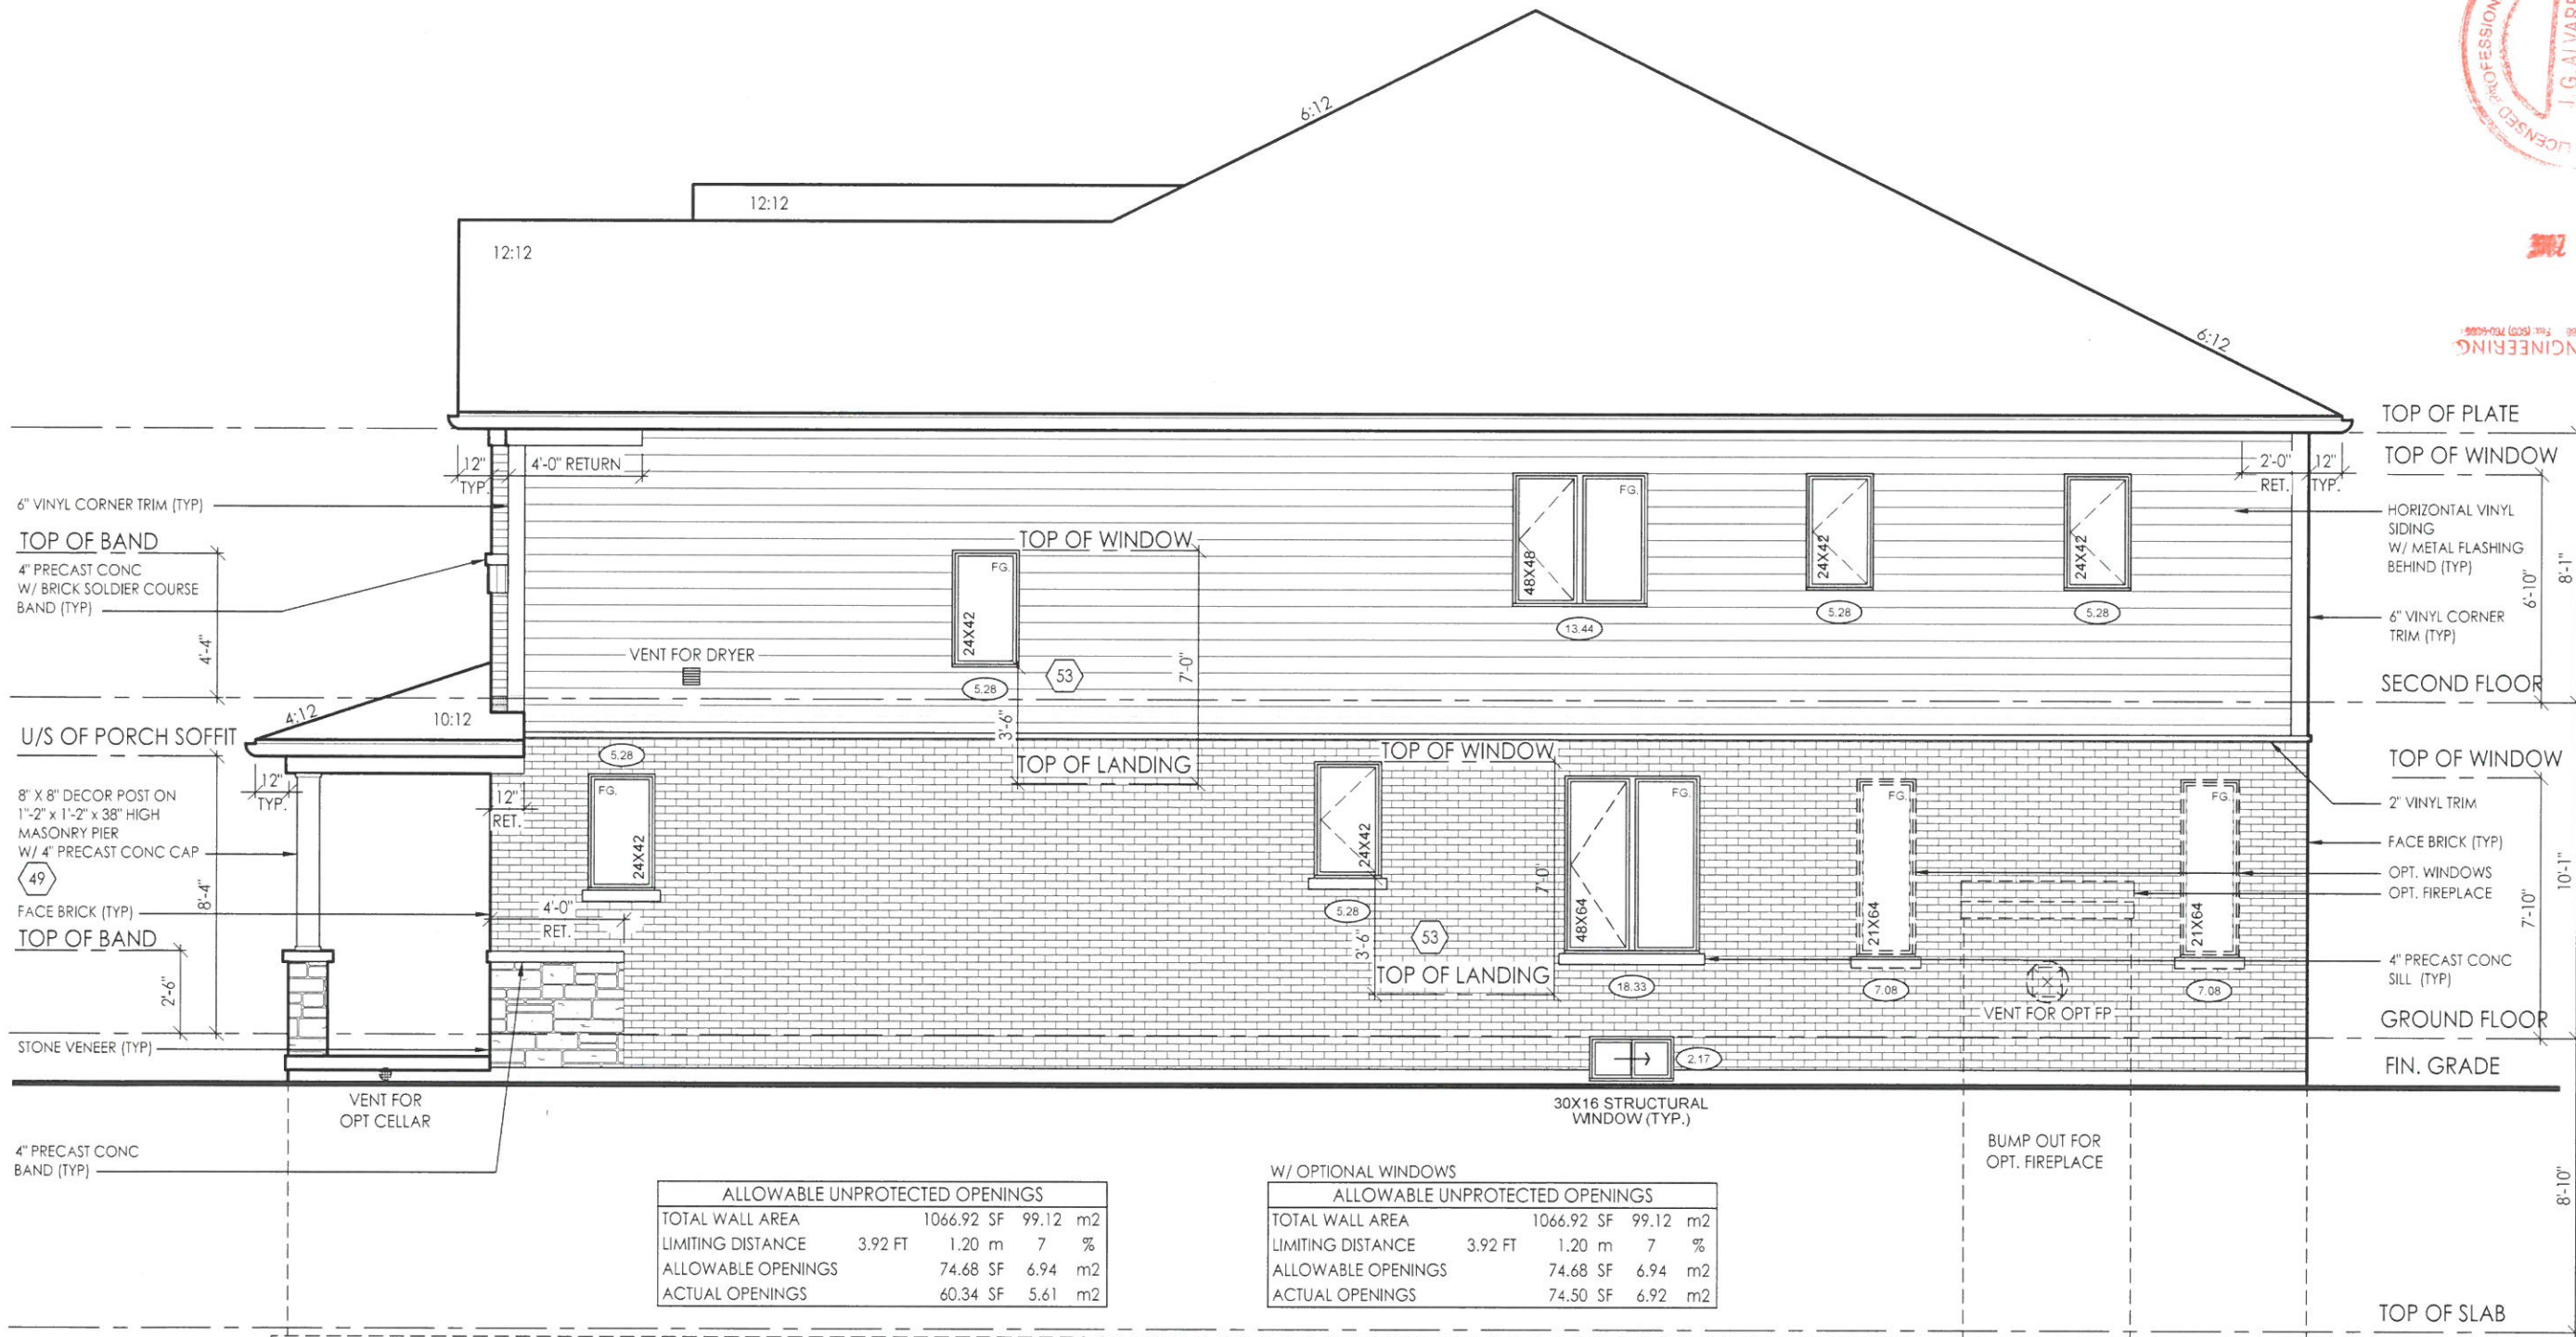 LICENSED PROFESSION
J. G. ALVAR
NGINEERING
6:12
12:12
12:12
6:12
TOP OF PLATE
TOP OF WINDOW
12"
TYP.
4'-0" RETURN
2'-0"
RET.
12"
TYP.
6" VINYL CORNER TRIM (TYP)
FG.
48X48
24X42
24X42
HORIZONTAL VINYL
SIDING
W/ METAL FLASHING
BEHIND (TYP)
6'-10"
8'-1"
TOP OF BAND
4" PRECAST CONC
W/ BRICK SOLDIER COURSE
BAND (TYP)
TOP OF WINDOW
FG.
24X42
5.28
5.28
13.44
6" VINYL CORNER
TRIM (TYP)
4'-4"
VENT FOR DRYER
5.28
53
7'-0"
SECOND FLOOR
4:12
10:12
3'-6"
U/S OF PORCH SOFFIT
5.28
TOP OF LANDING
TOP OF WINDOW
TOP OF WINDOW
12"
TYP.
8" X 8" DECOR POST ON
1"-2" x 1'-2" x 38" HIGH
MASONRY PIER
W/ 4" PRECAST CONC CAP
49
12"
RET.
FG.
24X42
24X42
FG.
48X64
FG.
21X64
FG.
21X64
2" VINYL TRIM
FACE BRICK (TYP)
OPT. WINDOWS
OPT. FIREPLACE
10'-1"
7'-10"
8'-4"
7'-0"
FACE BRICK (TYP)
4'-0"
RET.
5.28
TOP OF BAND
53
3'-6"
4" PRECAST CONC
SILL (TYP)
TOP OF LANDING
18.33
7.08
7.08
2'-6"
VENT FOR OPT FP
GROUND FLOOR
STONE VENEER (TYP)
2.17
FIN. GRADE
VENT FOR
OPT CELLAR
30X16 STRUCTURAL
WINDOW (TYP.)
4" PRECAST CONC
BAND (TYP)
BUMP OUT FOR
OPT. FIREPLACE
8'-10"
ALLOWABLE UNPROTECTED OPENINGS
TOTAL WALL AREA 1066.92 SF 99.12 m2
LIMITING DISTANCE 3.92 FT 1.20 m 7 %
ALLOWABLE OPENINGS 74.68 SF 6.94 m2
ACTUAL OPENINGS 60.34 SF 5.61 m2
W/ OPTIONAL WINDOWS
ALLOWABLE UNPROTECTED OPENINGS
TOTAL WALL AREA 1066.92 SF 99.12 m2
LIMITING DISTANCE 3.92 FT 1.20 m 7 %
ALLOWABLE OPENINGS 74.68 SF 6.94 m2
ACTUAL OPENINGS 74.50 SF 6.92 m2
TOP OF SLAB